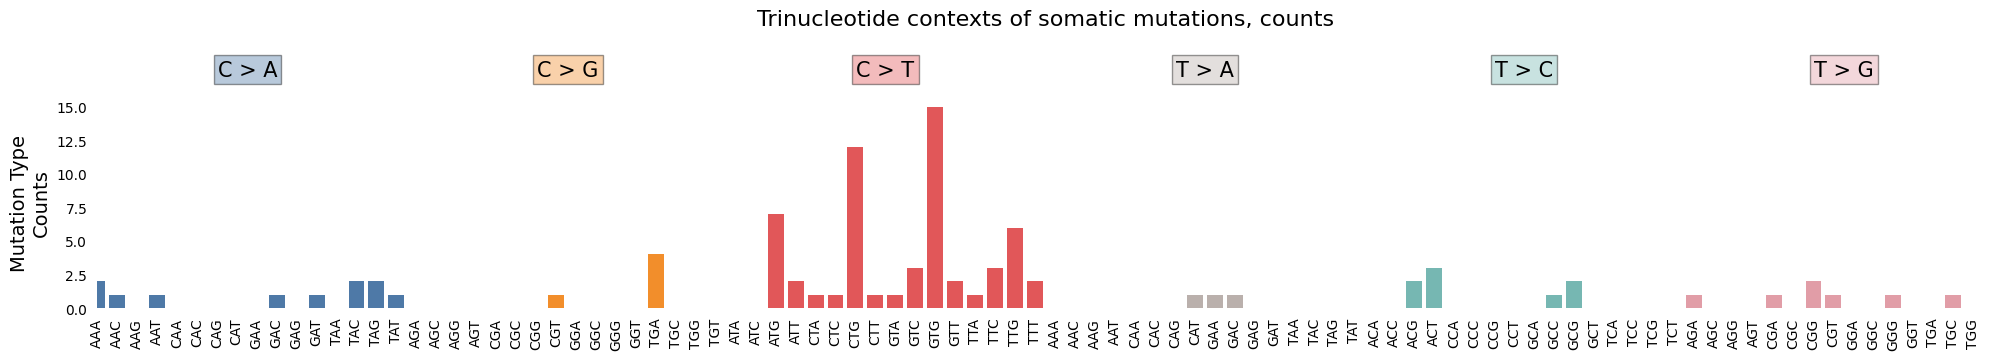 Trinucleotide contexts of somatic mutations, counts
C > A C > G C > T T > A T > C T > G
Mutation Type
Counts
15.0
12.5
10.0
7.5
5.0
2.5
0.0
AAA AAC AAG AAT CAA CAC CAG CAT GAA GAC GAG GAT TAA TAC TAG TAT AGA AGC AGG AGT CGA CGC CGG CGT GGA GGC GGG GGT TGA TGC TGG TGT ATA ATC ATG ATT CTA CTC CTG CTT GTA GTC GTG GTT TTA TTC TTG TTT AAA AAC AAG AAT CAA CAC CAG CAT GAA GAC GAG GAT TAA TAC TAG TAT ACA ACC ACG ACT CCA CCC CCG CCT GCA GCC GCG GCT TCA TCC TCG TCT AGA AGC AGG AGT CGA CGC CGG CGT GGA GGC GGG GGT TGA TGC TGG